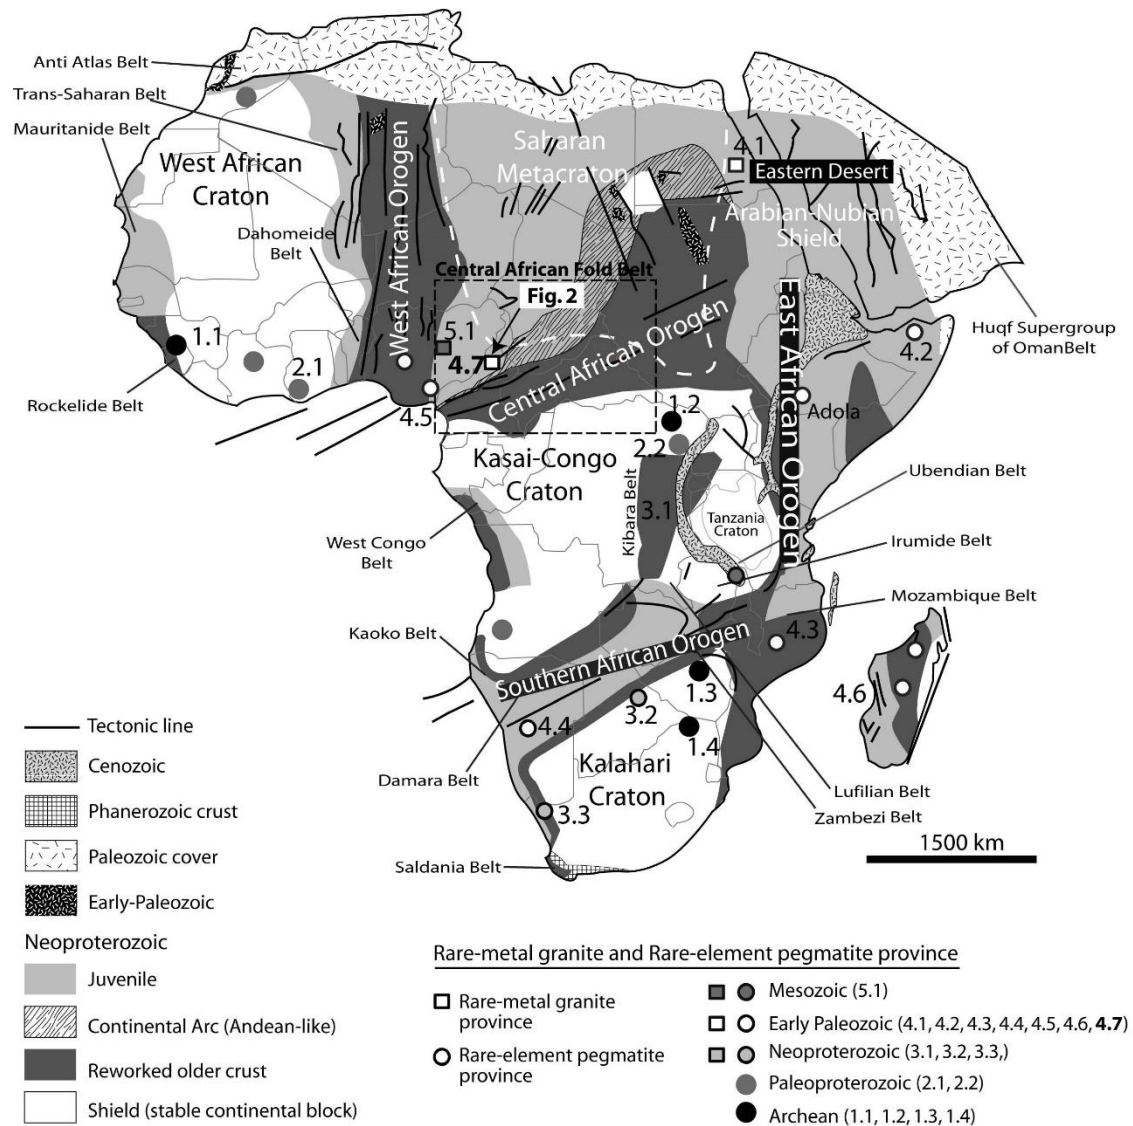 Anti Atlas Belt
Trans-Saharan Belt
Mauritanide Belt
West African
Craton
West African Orogen
Saharan
Metacraton
4.1
Eastern Desert
Arabian-Nubian
Shield
Dahomeide
Belt
Central African Fold Belt
Fig. 2
East African Orogen
Huqf Supergroup
of OmanBelt
1.1
2.1
5.1
4.7
4.2
Rockelide Belt
4.5
Central African Orogen
1.2
Adola
2.2
Kasai-Congo
Craton
Kibara Belt
3.1
Tanzania
Craton
Ubendian Belt
West Congo
Belt
Irumide Belt
Mozambique Belt
Kaoko Belt
Southern African Orogen
4.3
4.6
1.3
3.2
4.4
1.4
Damara Belt
Kalahari
Craton
Lufilian Belt
Zambezi Belt
3.3
1500 km
Saldania Belt
Tectonic line
Cenozoic
Phanerozoic crust
Paleozoic cover
Early-Paleozoic
Neoproterozoic
Juvenile
Continental Arc (Andean-like)
Reworked older crust
Shield (stable continental block)
Rare-metal granite and Rare-element pegmatite province
Rare-metal granite
province
Rare-element pegmatite
province
Mesozoic (5.1)
Early Paleozoic (4.1, 4.2, 4.3, 4.4, 4.5, 4.6, 4.7)
Neoproterozoic (3.1, 3.2, 3.3,)
Paleoproterozoic (2.1, 2.2)
Archean (1.1, 1.2, 1.3, 1.4)